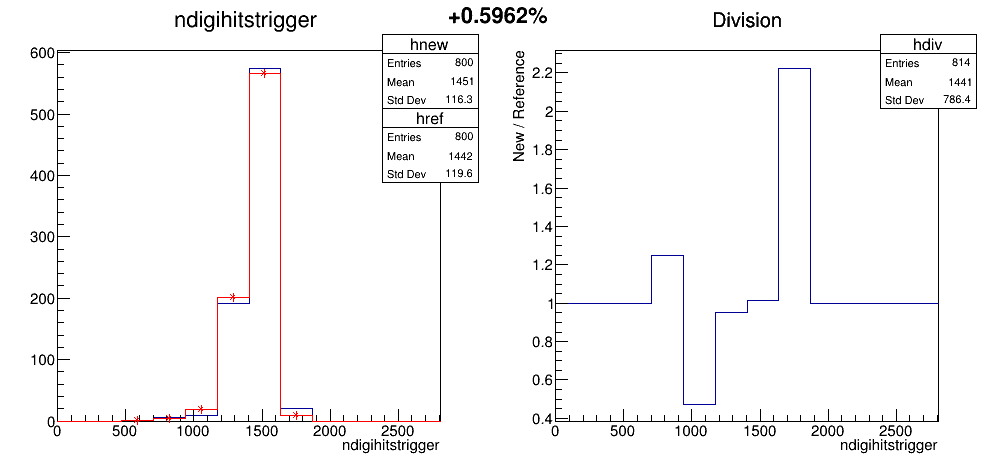 +0.5962%
ndigihitstrigger
hnew
Entries 800
Mean 1451
Std Dev 116.3
href
Entries 800
Mean 1442
Std Dev 119.6
600
500
400
300
200
100
0
0 500 1000 1500 2000 2500
ndigihitstrigger
Division
hdiv
Entries 814
Mean 1441
Std Dev 786.4
New / Reference
2.2
2
1.8
1.6
1.4
1.2
1
0.8
0.6
0.4
0 500 1000 1500 2000 2500
ndigihitstrigger